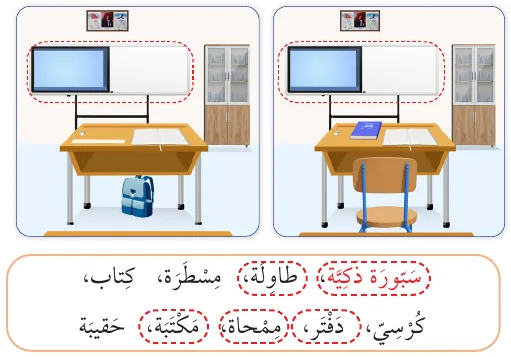 سَبّورَة ذَكِيَّة، طاوِلَة، مِسْطَرَة، كِتاب،
كُرْسِيّ، دَفْتَر، مِمْحاة، مَكْتَبَة، حَقيبَة